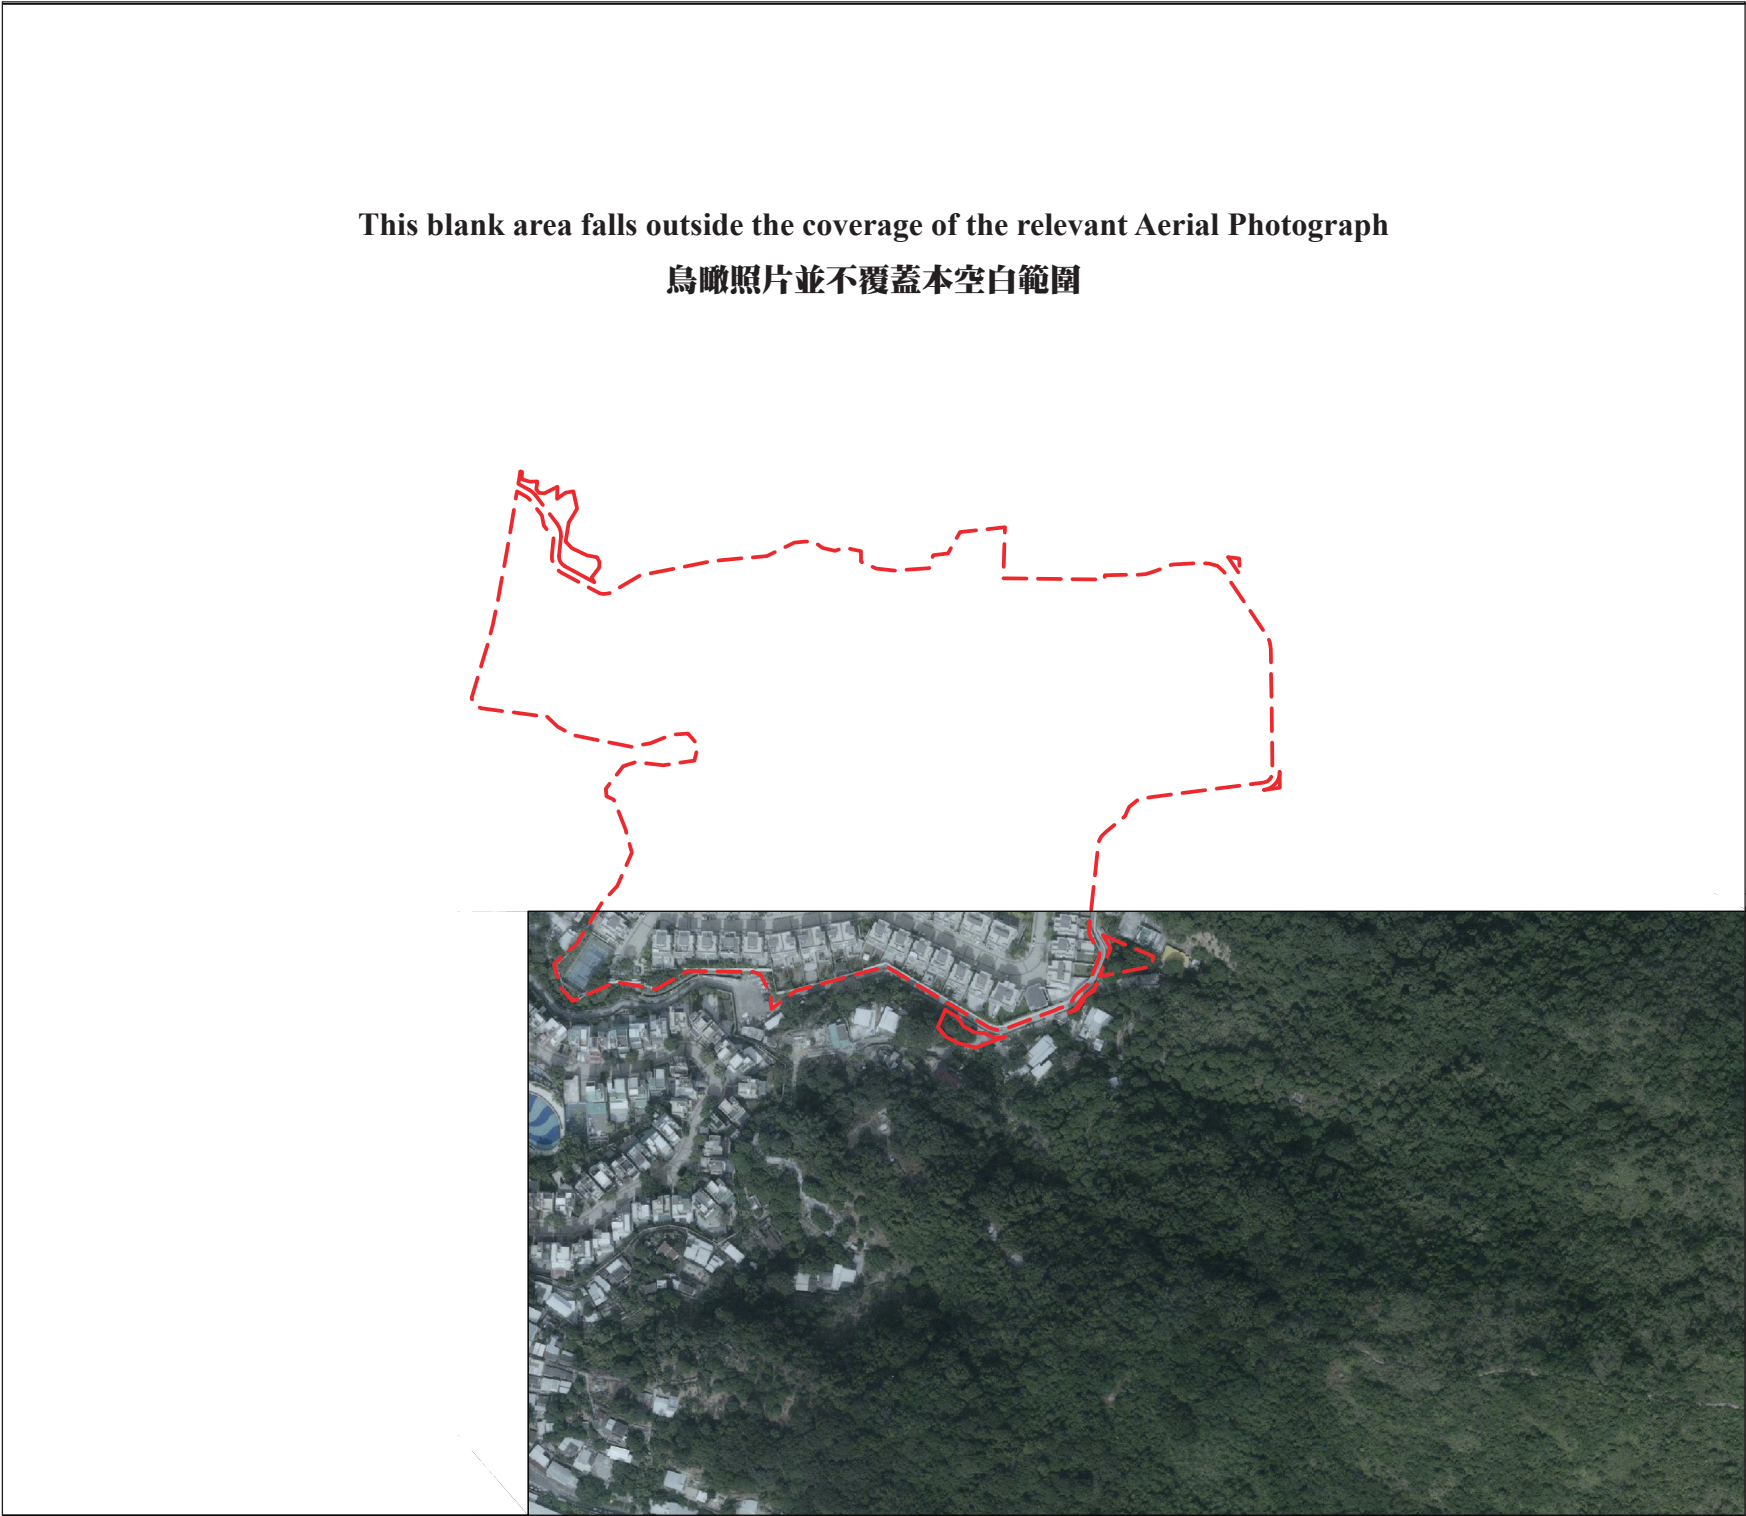 This blank area falls outside the coverage of the relevant Aerial Photograph
鳥瞰照片並不覆蓋本空白範圍